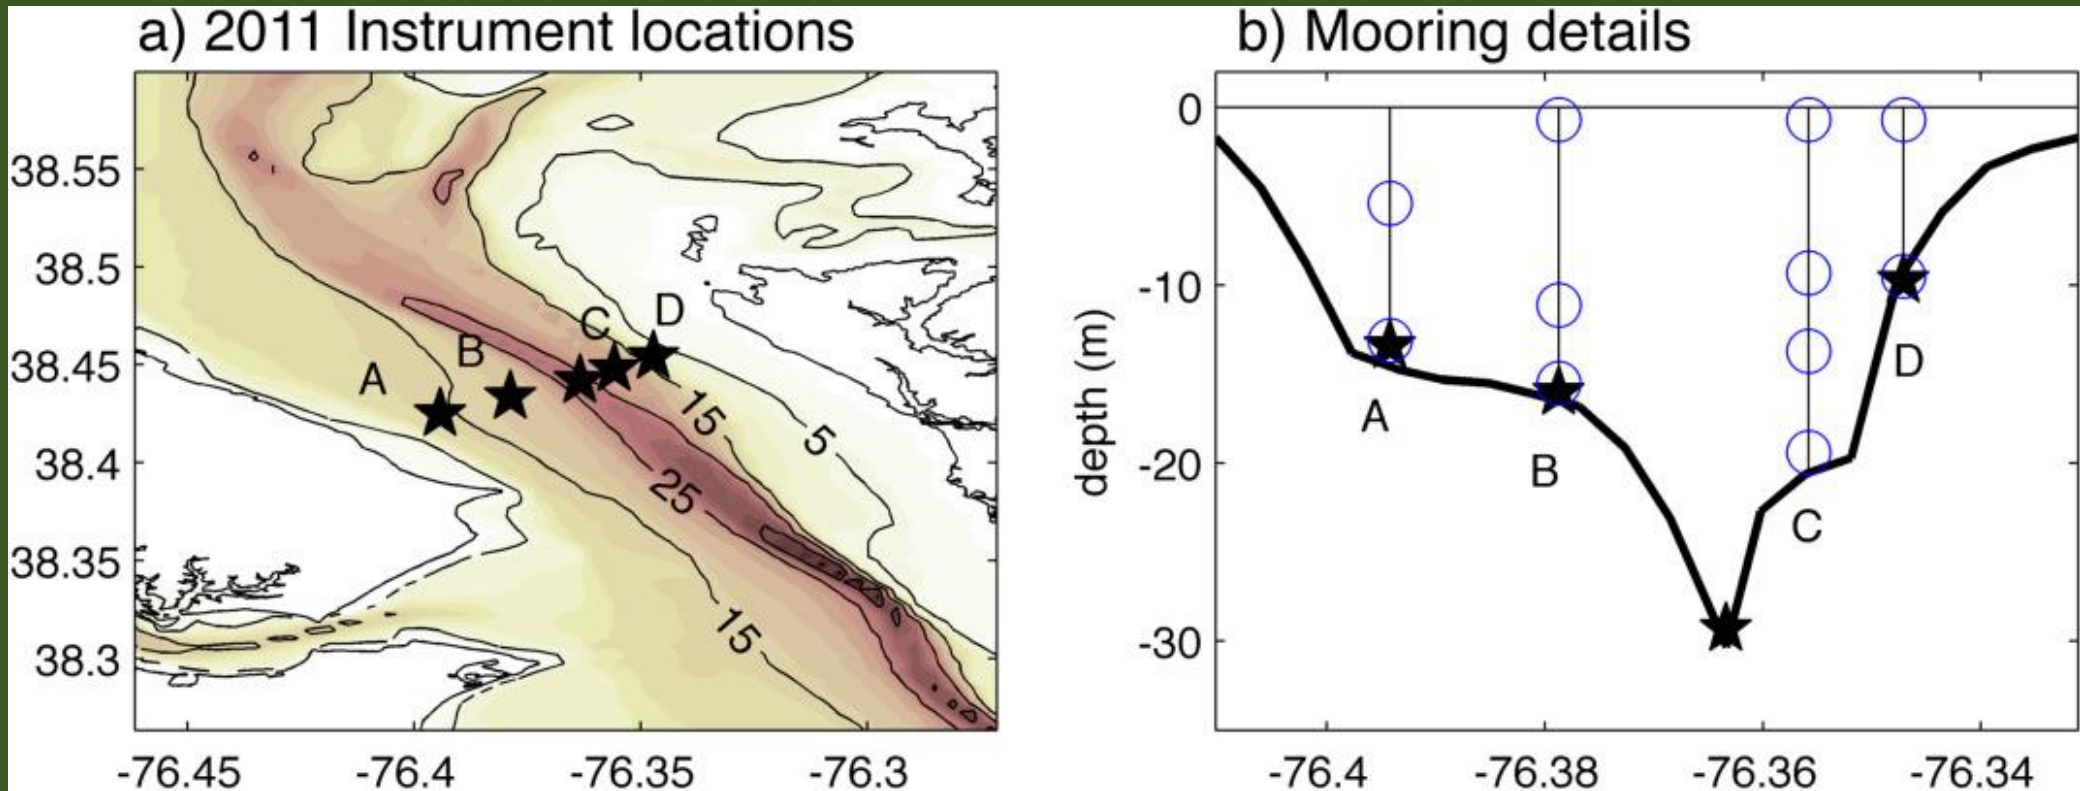 a) 2011 Instrument locations
38.55
38.5
38.45
38.4
38.35
38.3
-76.45
-76.4
-76.35
-76.3
A
B
C
D
15
5
25
15
b) Mooring details
depth (m)
0
-10
-20
-30
-76.4
-76.38
-76.36
-76.34
A
B
C
D